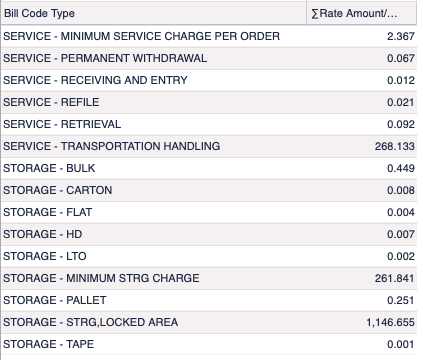 Bill Code Type ∑Rate Amount/...
SERVICE - MINIMUM SERVICE CHARGE PER ORDER 2.367
SERVICE - PERMANENT WITHDRAWAL 0.067
SERVICE - RECEIVING AND ENTRY 0.012
SERVICE - REFILE 0.021
SERVICE - RETRIEVAL 0.092
SERVICE - TRANSPORTATION HANDLING 268.133
STORAGE - BULK 0.449
STORAGE - CARTON 0.008
STORAGE - FLAT 0.004
STORAGE - HD 0.007
STORAGE - LTO 0.002
STORAGE - MINIMUM STRG CHARGE 261.841
STORAGE - PALLET 0.251
STORAGE - STRG,LOCKED AREA 1,146.655
STORAGE - TAPE 0.001